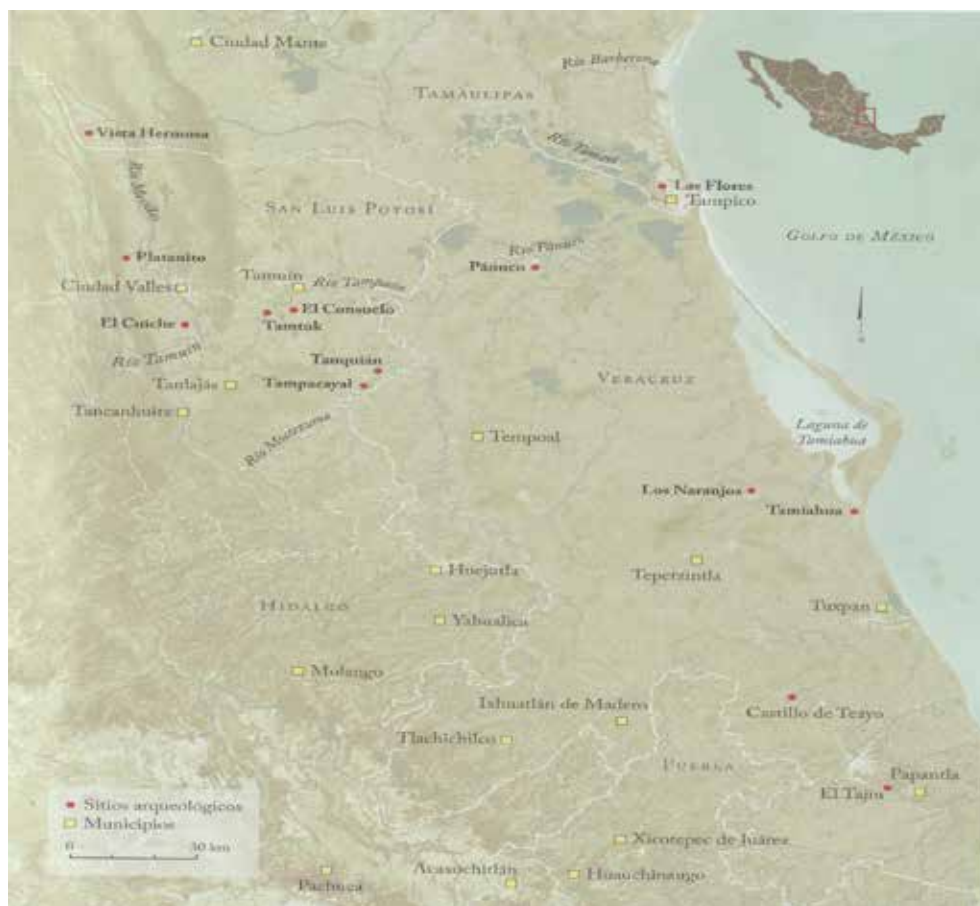 Ciudad Mante
Río Barberena
TAMAULIPAS
Vista Hermosa
Río Tamesí
Las Flores
Tampico
SAN LUIS POTOSÍ
GOLFO DE MÉXICO
Río Pánuco
Pánuco
Platanito
Ciudad Valles
Tamuín
Río Tampaón
El Consuelo
Tamtok
El Cuiche
Río Tamuín
Tanquián
Tampacayal
Tanlajás
Tancanhuitz
VERACRUZ
Río Moctezuma
Tempoal
Laguna de
Tamiahua
Los Naranjos
Tamiahua
Huejutla
Tepetzintla
HIDALGO
Yahualica
Tuxpan
Molango
Ixhuatlán de Madero
Castillo de Teayo
Tlachichilco
PUEBLA
Papantla
El Tajín
Sitios arqueológicos
Municipios
0
30 km
Xicotepec de Juárez
Acaxochitlán
Huauchinango
Pachuca